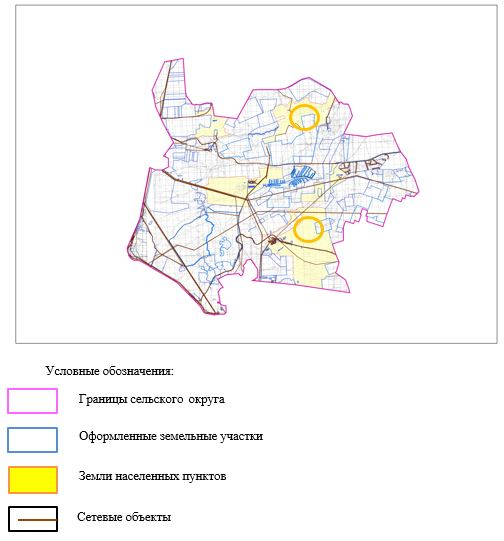 Условные обозначения:
Границы сельского округа
Оформленные земельные участки
Земли населенных пунктов
Сетевые объекты